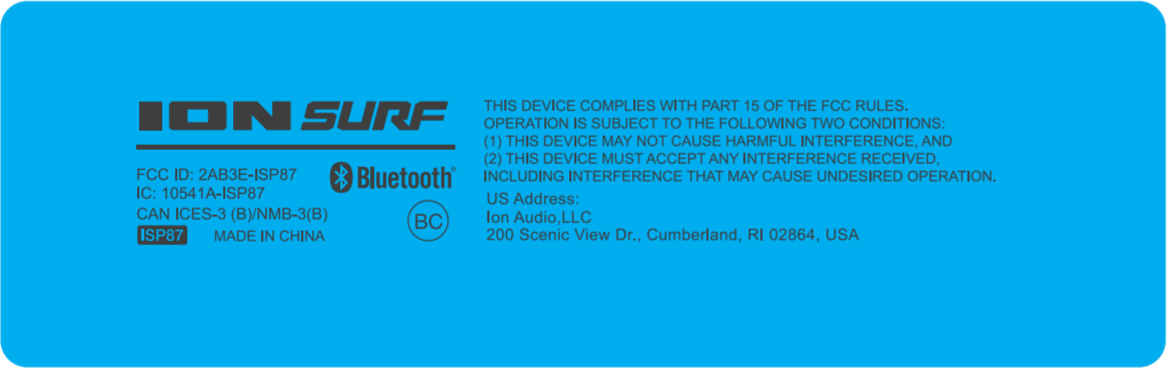 ION SURF
FCC ID: 2AB3E-ISP87
IC: 10541A-ISP87
CAN ICES-3 (B)/NMB-3(B)
ISP87 MADE IN CHINA
Bluetooth®
BC
THIS DEVICE COMPLIES WITH PART 15 OF THE FCC RULES.
OPERATION IS SUBJECT TO THE FOLLOWING TWO CONDITIONS:
(1) THIS DEVICE MAY NOT CAUSE HARMFUL INTERFERENCE, AND
(2) THIS DEVICE MUST ACCEPT ANY INTERFERENCE RECEIVED,
INCLUDING INTERFERENCE THAT MAY CAUSE UNDESIRED OPERATION.
US Address:
Ion Audio,LLC
200 Scenic View Dr., Cumberland, RI 02864, USA